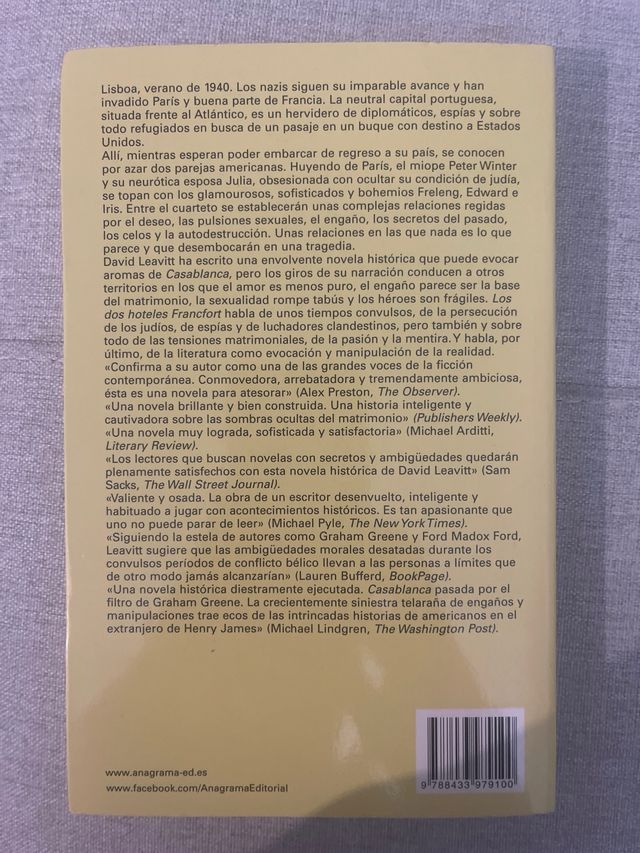 Lisboa, verano de 1940. Los nazis siguen su imparable avance y han
invadido París y buena parte de Francia. La neutral capital portuguesa,
situada frente al Atlántico, es un hervidero de diplomáticos, espías y sobre
todo refugiados en busca de un pasaje en un buque con destino a Estados
Unidos.
Allí, mientras esperan poder embarcar de regreso a su país, se conocen
por azar dos parejas americanas. Huyendo de París, el miope Peter Winter
y su neurótica esposa Julia, obsesionada con ocultar su condición de judía,
se topan con los glamourosos, sofisticados y bohemios Freleng, Edward e
Iris. Entre el cuarteto se establecerán unas complejas relaciones regidas
por el deseo, las pulsiones sexuales, el engaño, los secretos del pasado,
los celos y la autodestrucción. Unas relaciones en las que nada es lo que
parece y que desembocarán en una tragedia.
David Leavitt ha escrito una envolvente novela histórica que puede evocar
aromas de Casablanca, pero los giros de su narración conducen a otros
territorios en los que el amor es menos puro, el engaño parece ser la base
del matrimonio, la sexualidad rompe tabús y los héroes son frágiles. Los
dos hoteles Francfort habla de unos tiempos convulsos, de la persecución
de los judíos, de espías y de luchadores clandestinos, pero también y sobre
todo de las tensiones matrimoniales, de la pasión y la mentira. Y habla, por
último, de la literatura como evocación y manipulación de la realidad.
«Confirma a su autor como una de las grandes voces de la ficción
contemporánea. Conmovedora, arrebatadora y tremendamente ambiciosa,
ésta es una novela para atesorar» (Alex Preston, The Observer).
«Una novela brillante y bien construida. Una historia inteligente y
cautivadora sobre las sombras ocultas del matrimonio» (Publishers Weekly).
«Una novela muy lograda, sofisticada y satisfactoria» (Michael Arditti,
Literary Review).
«Los lectores que buscan novelas con secretos y ambigüedades quedarán
plenamente satisfechos con esta novela histórica de David Leavitt» (Sam
Sacks, The Wall Street Journal).
«Valiente y osada. La obra de un escritor desenvuelto, inteligente y
habituado a jugar con acontecimientos históricos. Es tan apasionante que
uno no puede parar de leer» (Michael Pyle, The New York Times).
«Siguiendo la estela de autores como Graham Greene y Ford Madox Ford,
Leavitt sugiere que las ambigüedades morales desatadas durante los
convulsos períodos de conflicto bélico llevan a las personas a límites que
de otro modo jamás alcanzarían» (Lauren Bufferd, BookPage).
«Una novela histórica diestramente ejecutada. Casablanca pasada por el
filtro de Graham Greene. La crecientemente siniestra telaraña de engaños y
manipulaciones trae ecos de las intrincadas historias de americanos en el
extranjero de Henry James» (Michael Lindgren, The Washington Post).
www.anagrama-ed.es
www.facebook.com/AnagramaEditorial
9 788433 979100